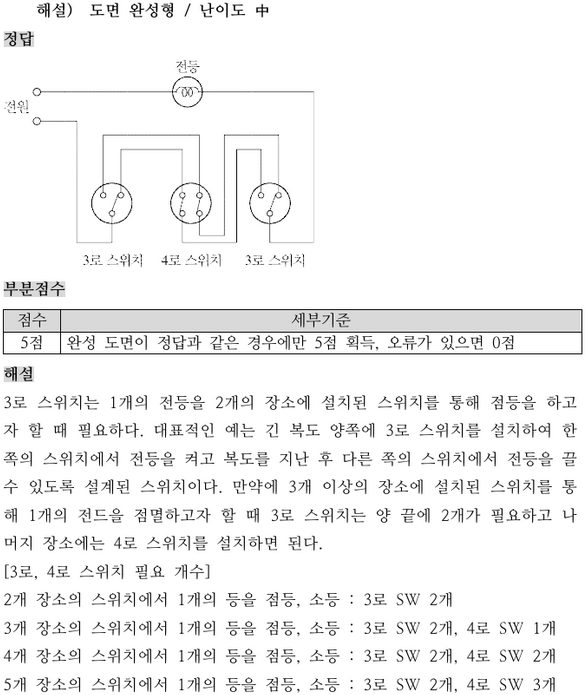 해설) 도면 완성형 / 난이도 中
정답
전등
전원
3로 스위치 4로 스위치 3로 스위치
부분점수
점수 세부기준
5점 완성 도면이 정답과 같은 경우에만 5점 획득, 오류가 있으면 0점
해설
3로 스위치는 1개의 전등을 2개의 장소에 설치된 스위치를 통해 점등을 하고
자 할 때 필요하다. 대표적인 예는 긴 복도 양쪽에 3로 스위치를 설치하여 한
쪽의 스위치에서 전등을 켜고 복도를 지난 후 다른 쪽의 스위치에서 전등을 끌
수 있도록 설계된 스위치이다. 만약에 3개 이상의 장소에 설치된 스위치를 통
해 1개의 전드을 점멸하고자 할 때 3로 스위치는 양 끝에 2개가 필요하고 나
머지 장소에는 4로 스위치를 설치하면 된다.
[3로, 4로 스위치 필요 개수]
2개 장소의 스위치에서 1개의 등을 점등, 소등 : 3로 SW 2개
3개 장소의 스위치에서 1개의 등을 점등, 소등 : 3로 SW 2개, 4로 SW 1개
4개 장소의 스위치에서 1개의 등을 점등, 소등 : 3로 SW 2개, 4로 SW 2개
5개 장소의 스위치에서 1개의 등을 점등, 소등 : 3로 SW 2개, 4로 SW 3개